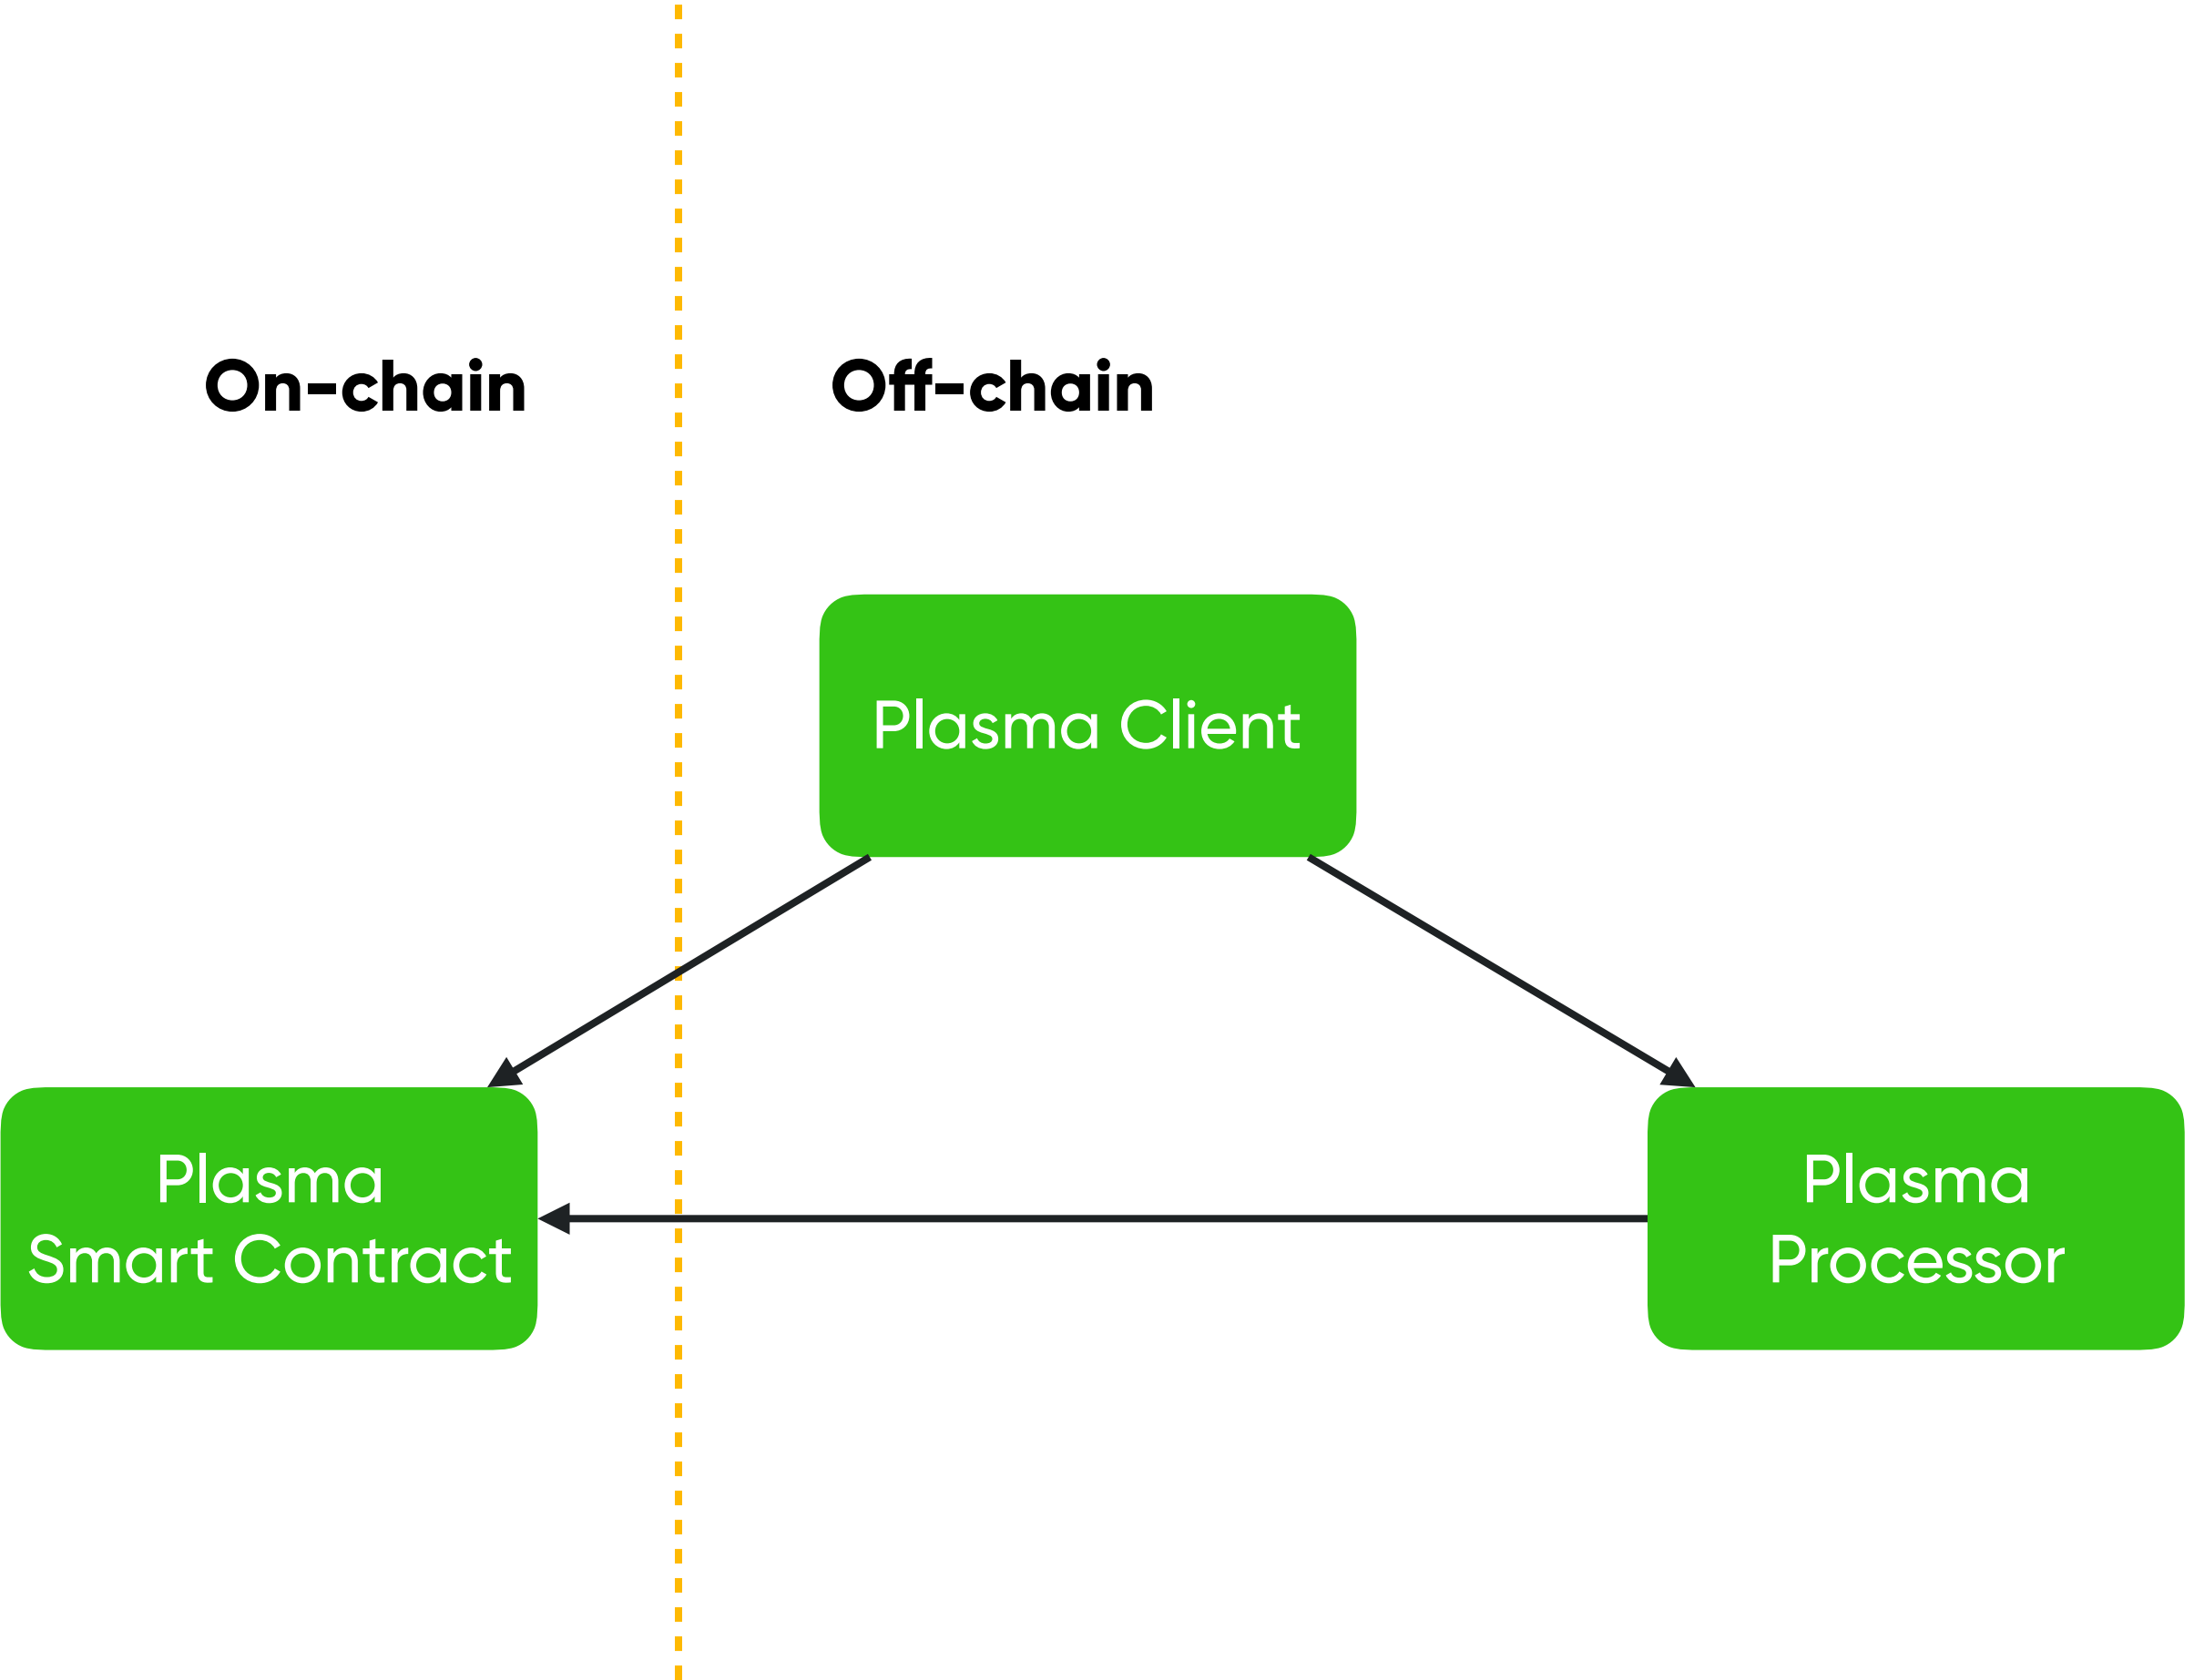 On-chain
Off-chain
Plasma Client
Plasma
Smart Contract
Plasma
Processor